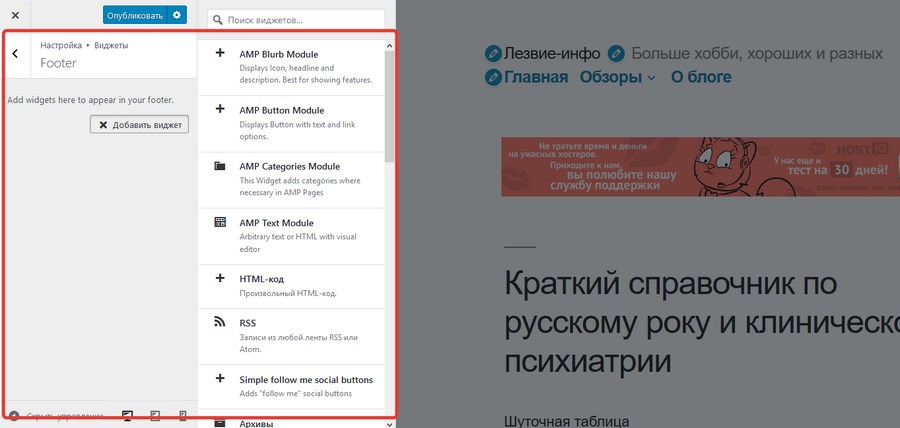 Опубликовать
Поиск виджетов...
Настройка ▸ Виджеты
Footer
Add widgets here to appear in your footer.
Добавить виджет
Скрыть управление
AMP Blurb Module
Displays Icon, headline and
description. Best for showing features.
AMP Button Module
Displays Button with text and link
options.
AMP Categories Module
This Widget adds categories where
necessary in AMP Pages
AMP Text Module
Arbitrary text or HTML with visual
editor
HTML-код
Произвольный HTML-код.
RSS
Записи из любой ленты RSS или
Atom.
Simple follow me social buttons
Adds "follow me" social buttons
Архивы
Лезвие-инфо Больше хобби, хороших и разных
Главная Обзоры О блоге
Не тратьте время и деньги
на ужасных хостеров.
Приходите к нам,
вы полюбите нашу
службу поддержки
HOSTiQ
У нас еще и
тест на 30 дней!
Краткий справочник по
русскому року и клиническо
психиатрии
Шуточная таблица